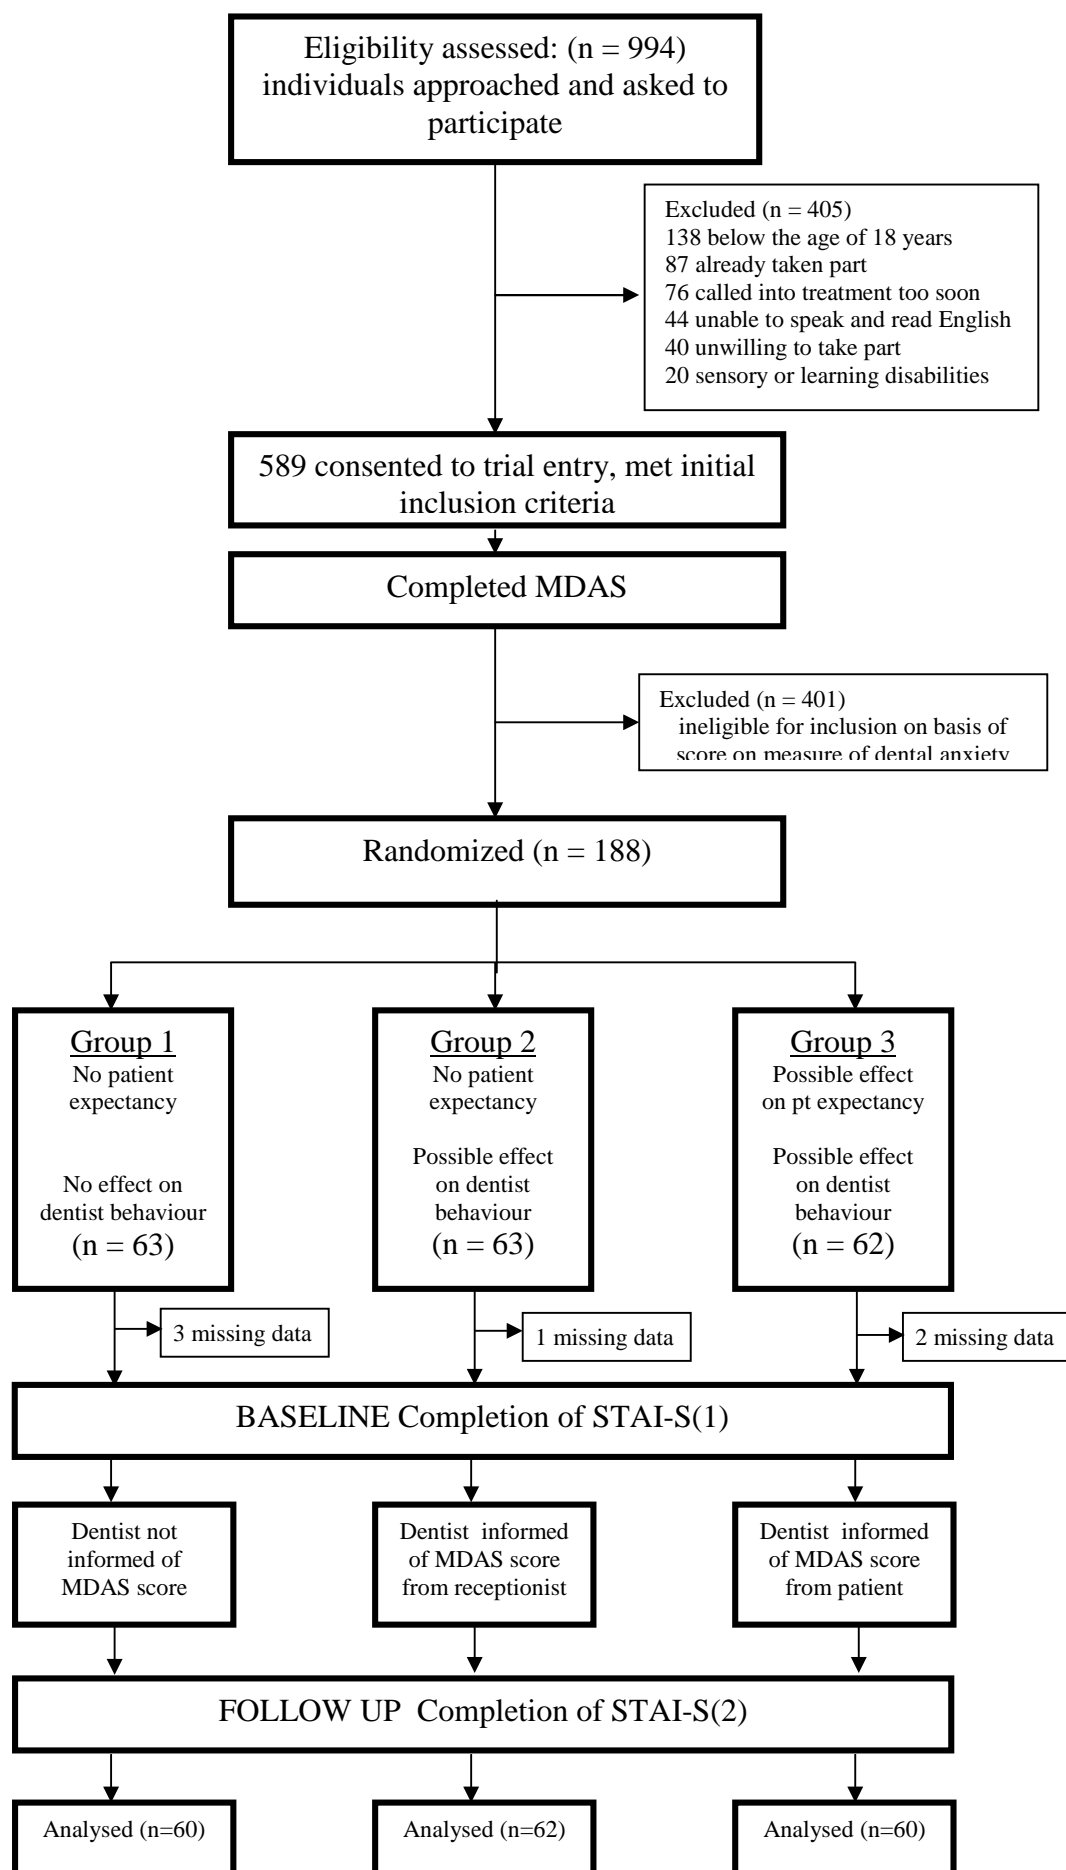 Eligibility assessed: (n = 994)
individuals approached and asked to
participate
Excluded (n = 405)
138 below the age of 18 years
87 already taken part
76 called into treatment too soon
44 unable to speak and read English
40 unwilling to take part
20 sensory or learning disabilities
589 consented to trial entry, met initial
inclusion criteria
Completed MDAS
Excluded (n = 401)
ineligible for inclusion on basis of
score on measure of dental anxiety
Randomized (n = 188)
Group 1
No patient
expectancy
No effect on
dentist behaviour
(n = 63)
Group 2
No patient
expectancy
Possible effect
on dentist
behaviour
(n = 63)
Group 3
Possible effect
on pt expectancy
Possible effect
on dentist
behaviour
(n = 62)
3 missing data
1 missing data
2 missing data
BASELINE Completion of STAI-S(1)
Dentist not
informed of
MDAS score
Dentist informed
of MDAS score
from receptionist
Dentist informed
of MDAS score
from patient
FOLLOW UP Completion of STAI-S(2)
Analysed (n=60)
Analysed (n=62)
Analysed (n=60)